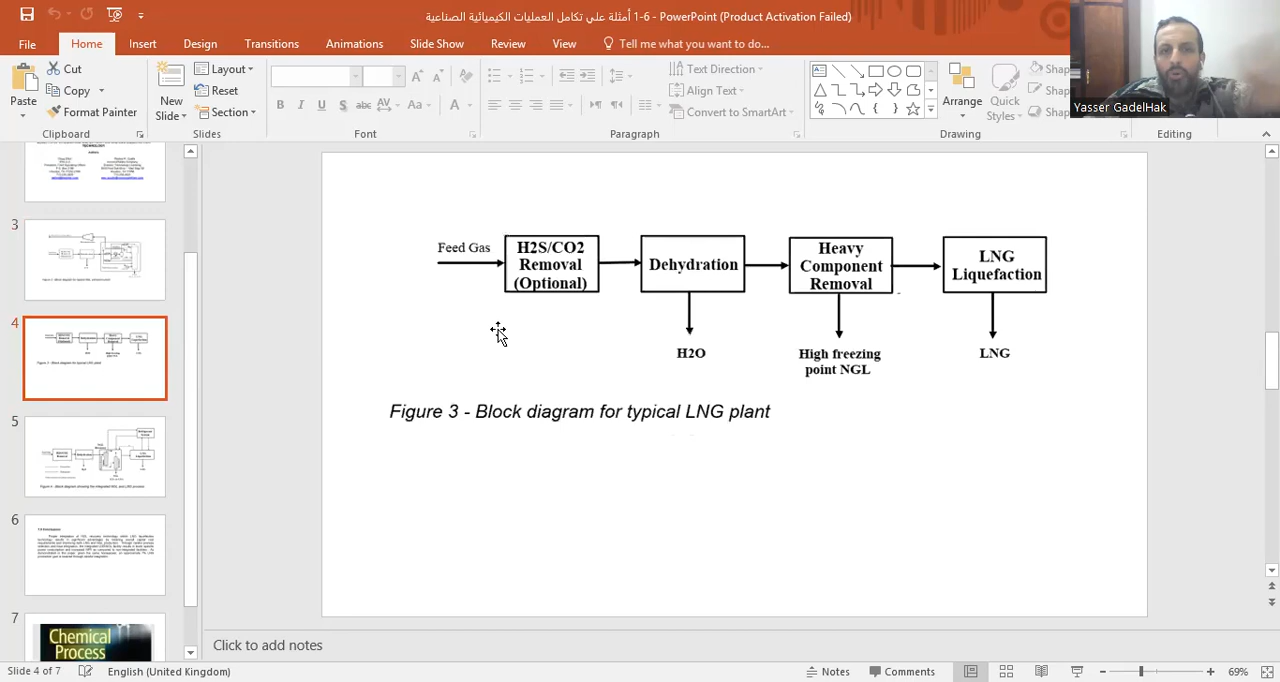 1-6 أمثلة علي تكامل العمليات الكيميائية الصناعية - PowerPoint (Product Activation Failed)
File
Home
Insert
Design
Transitions
Animations
Slide Show
Review
View
Tell me what you want to do...
Paste
Cut
Copy
Format Painter
Clipboard
New
Slide
Layout
Reset
Section
Slides
Font
Text Direction
Align Text
Convert to SmartArt
Paragraph
Arrange
Quick
Styles
Drawing
Editing
Yasser GadelHak
3
4
5
6
7
Chemical
Process
Feed Gas
H2S/CO2
Removal
(Optional)
Dehydration
Heavy
Component
Removal
LNG
Liquefaction
H2O
High freezing
point NGL
LNG
Figure 3 - Block diagram for typical LNG plant
Click to add notes
Slide 4 of 7
English (United Kingdom)
Notes
Comments
69%